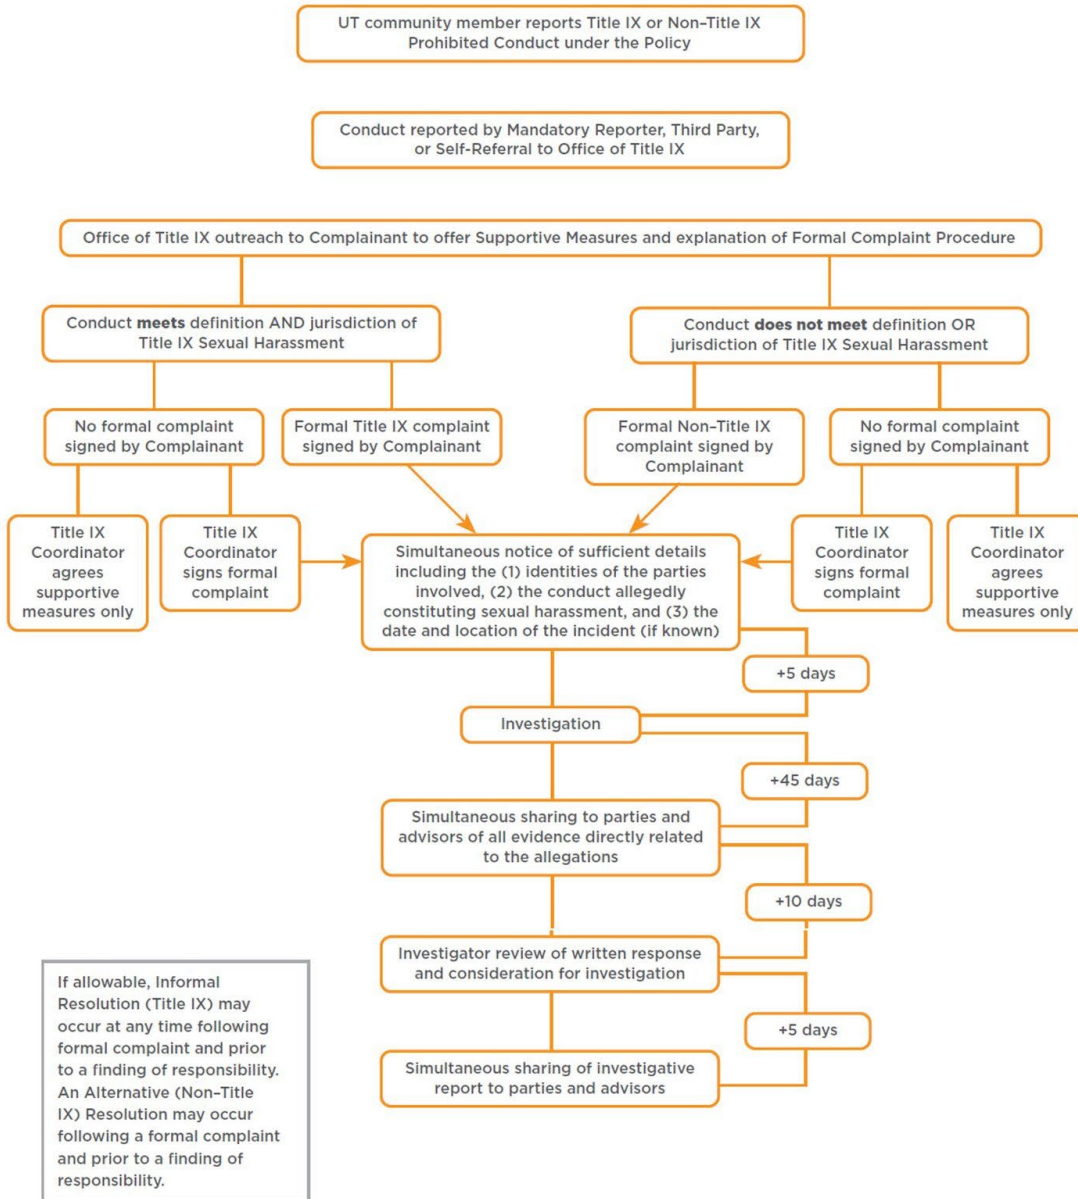 UT community member reports Title IX or Non–Title IX
Prohibited Conduct under the Policy
Conduct reported by Mandatory Reporter, Third Party,
or Self-Referral to Office of Title IX
Office of Title IX outreach to Complainant to offer Supportive Measures and explanation of Formal Complaint Procedure
Conduct meets definition AND jurisdiction of
Title IX Sexual Harassment
Conduct does not meet definition OR
jurisdiction of Title IX Sexual Harassment
No formal complaint
signed by Complainant
Formal Title IX complaint
signed by Complainant
Formal Non–Title IX
complaint signed by
Complainant
No formal complaint
signed by Complainant
Title IX
Coordinator
agrees
supportive
measures only
Title IX
Coordinator
signs formal
complaint
Simultaneous notice of sufficient details
including the (1) identities of the parties
involved, (2) the conduct allegedly
constituting sexual harassment, and (3) the
date and location of the incident (if known)
Title IX
Coordinator
signs formal
complaint
Title IX
Coordinator
agrees
supportive
measures only
+5 days
Investigation
+45 days
Simultaneous sharing to parties and
advisors of all evidence directly related
to the allegations
+10 days
Investigator review of written response
and consideration for investigation
+5 days
Simultaneous sharing of investigative
report to parties and advisors
If allowable, Informal
Resolution (Title IX) may
occur at any time following
formal complaint and prior
to a finding of responsibility.
An Alternative (Non–Title
IX) Resolution may occur
following a formal complaint
and prior to a finding of
responsibility.